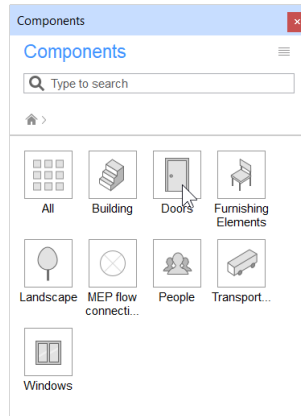 Components
Components
Type to search
All
Building
Doors
Furnishing
Elements
Landscape
MEP flow
connecti...
People
Transport...
Windows